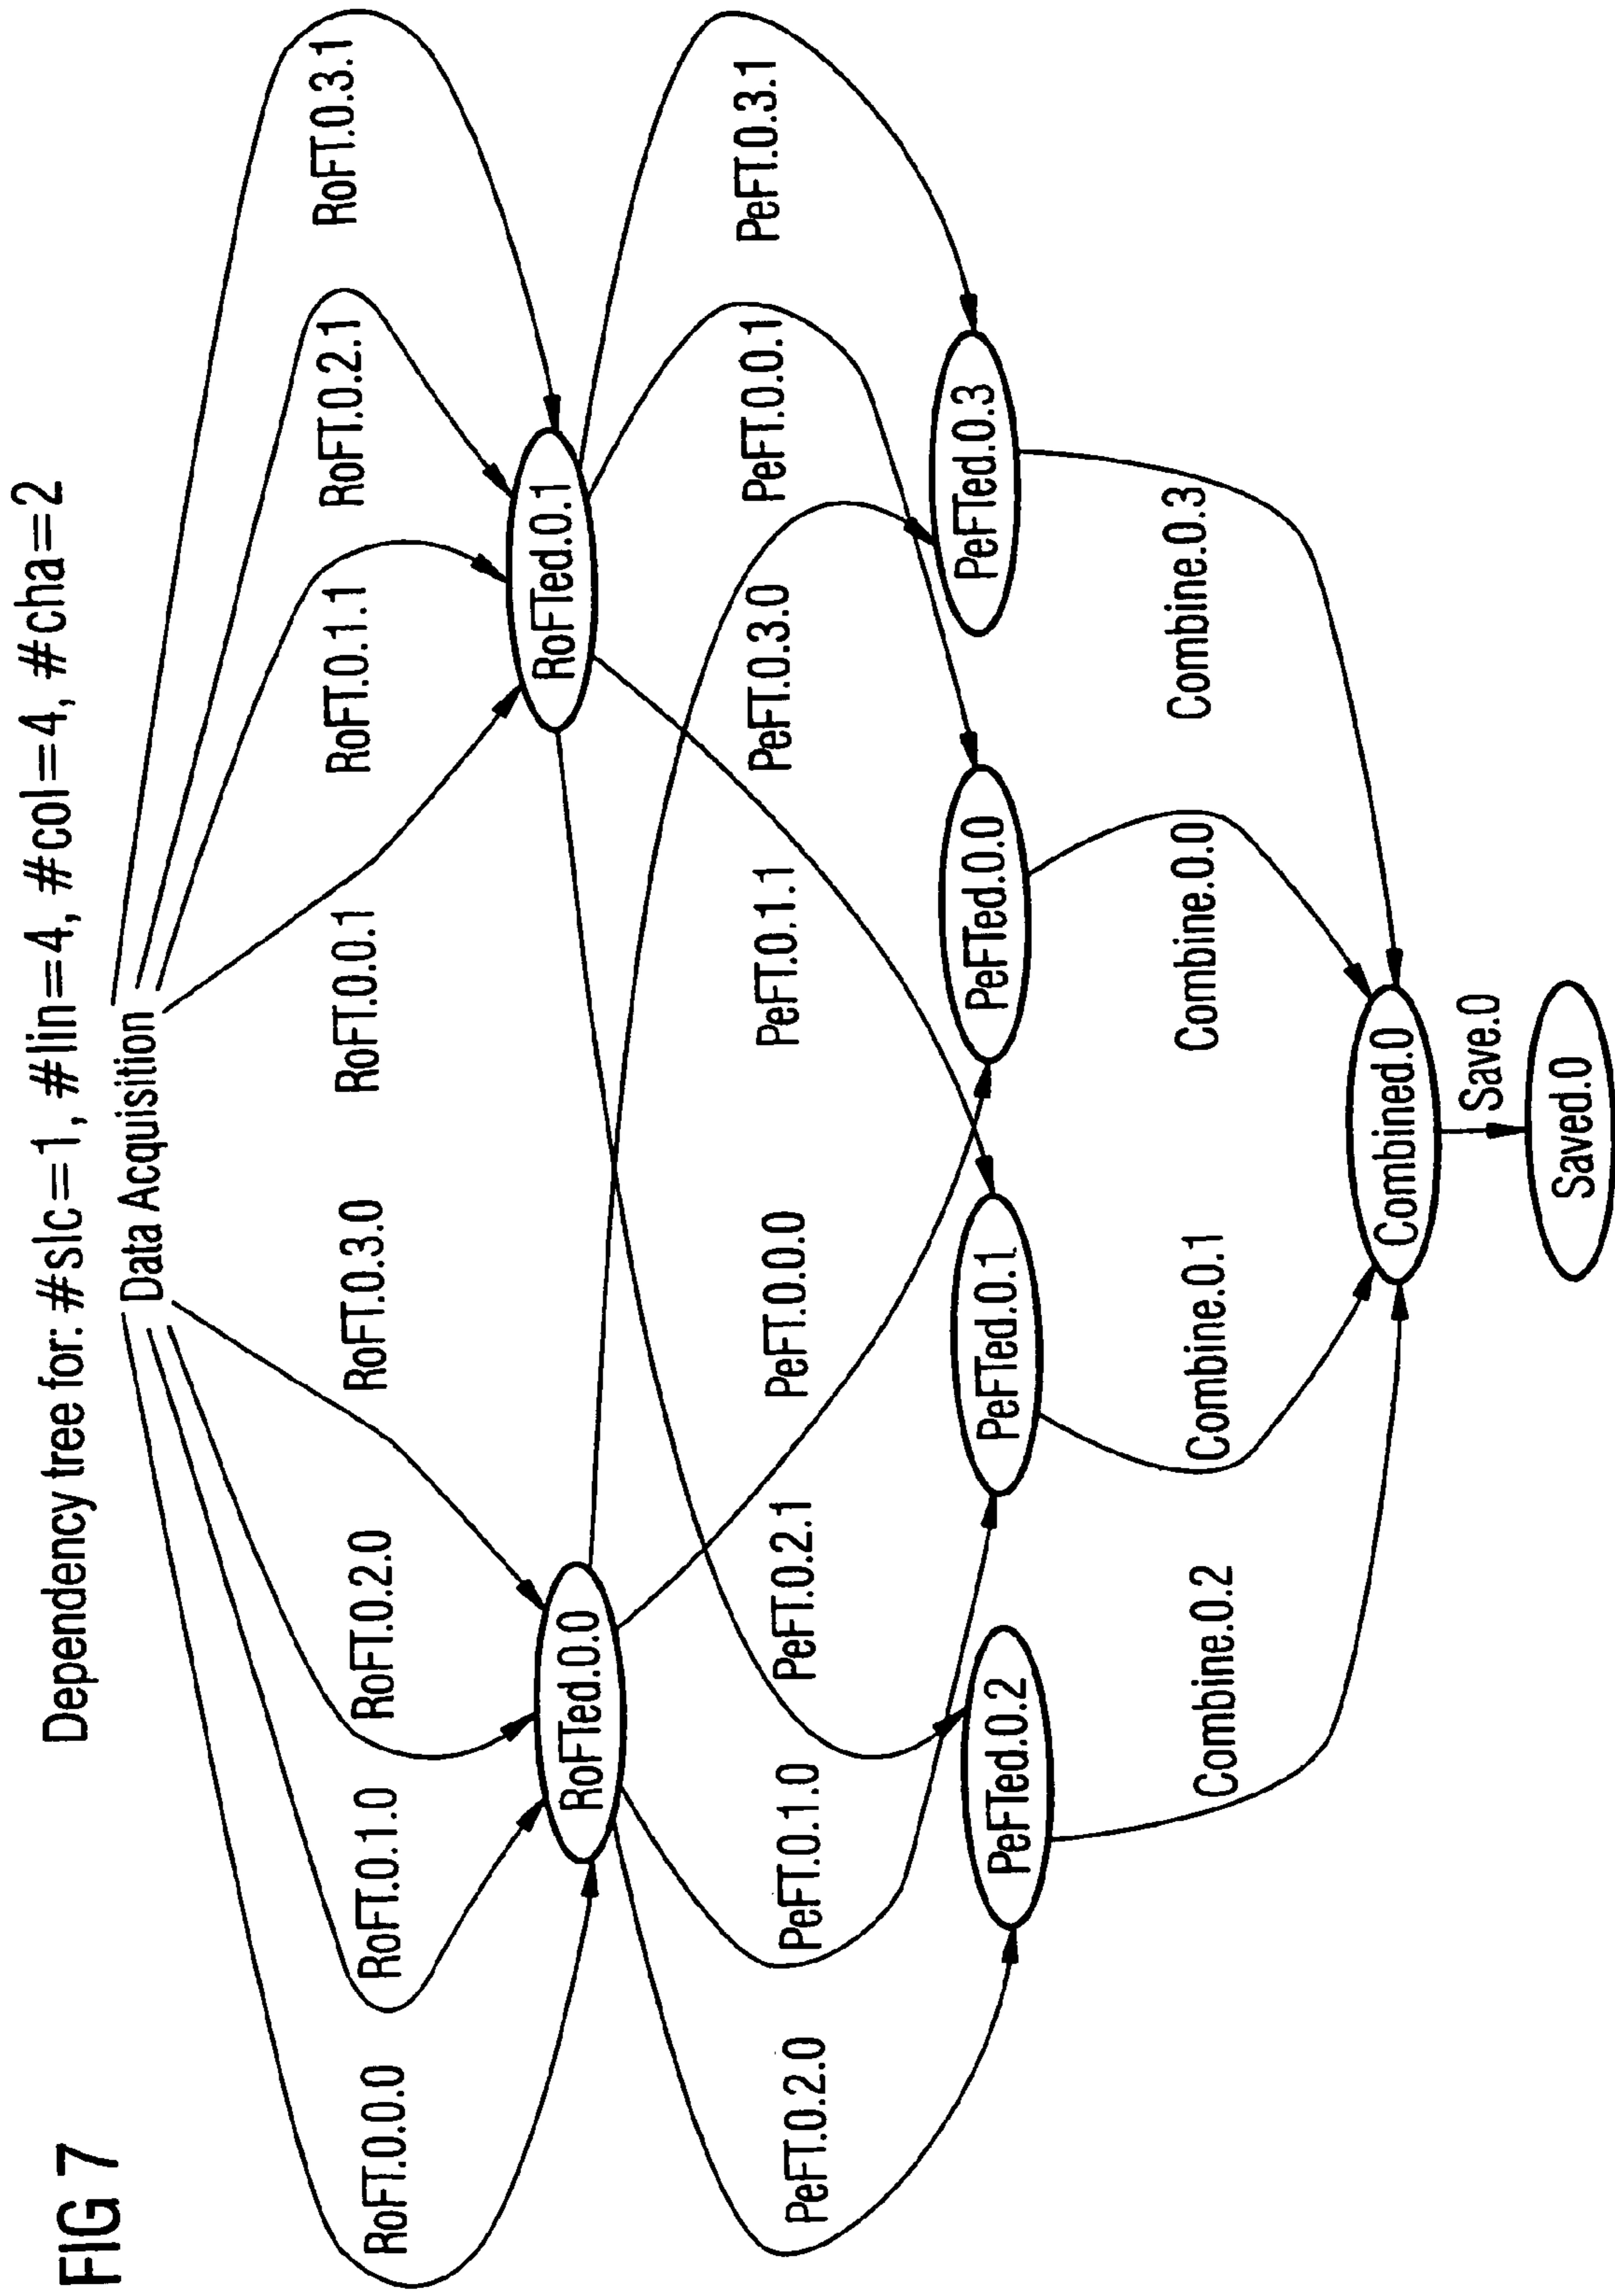 FIG 7
Dependency tree for: #slc=1, #lin=4, #col=4, #cha=2
Data Acquisition
RoFT.0.0.0
RoFT.0.1.0
RoFT.0.2.0
RoFT.0.3.0
RoFT.0.0.1
RoFT.0.1.1
RoFT.0.2.1
RoFT.0.3.1
RoFTed.0.0
RoFTed.0.1
PeFT.0.2.0
PeFT.0.1.0
PeFT.0.2.1
PeFT.0.0.0
PeFT.0.1.1
PeFT.0.3.0
PeFT.0.0.1
PeFT.0.3.1
PeFTed.0.2
PeFTed.0.1
PeFTed.0.0
PeFTed.0.3
Combine.0.2
Combine.0.1
Combine.0.0
Combine.0.3
Combined.0
Save.0
Saved.0